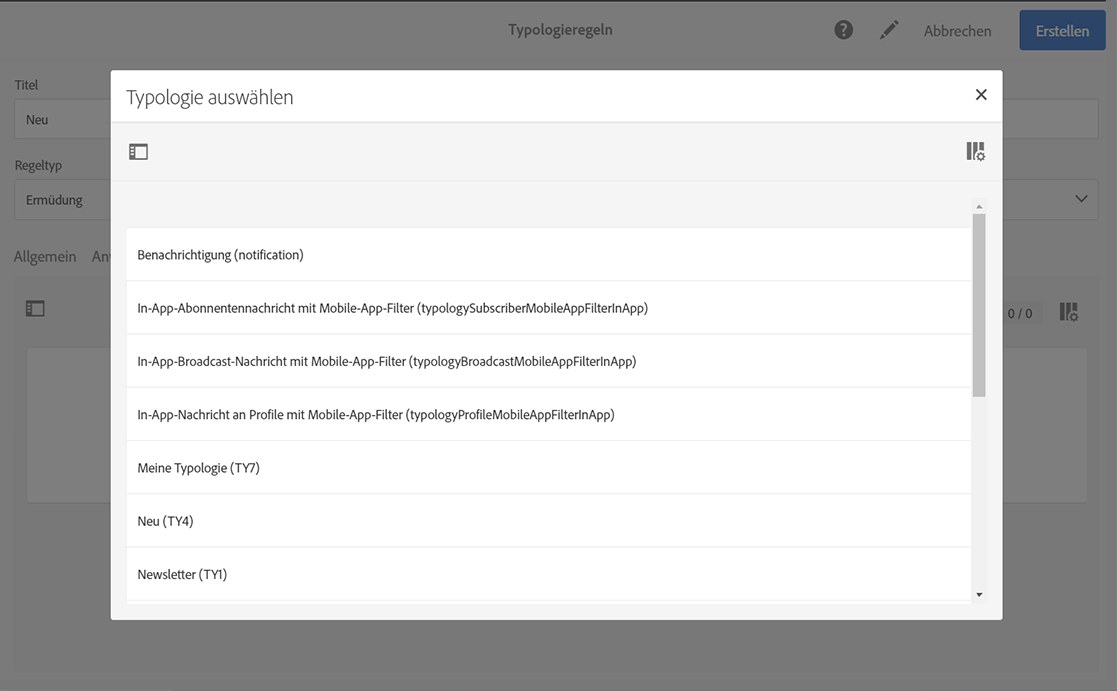 Typologieregeln
Abbrechen
Erstellen
Titel
Neu
Regeltyp
Ermüdung
Allgemein
0 / 0
Typologie auswählen
Benachrichtigung (notification)
In-App-Abonnentennachricht mit Mobile-App-Filter (typologySubscriberMobileAppFilterInApp)
In-App-Broadcast-Nachricht mit Mobile-App-Filter (typologyBroadcastMobileAppFilterInApp)
In-App-Nachricht an Profile mit Mobile-App-Filter (typologyProfileMobileAppFilterInApp)
Meine Typologie (TY7)
Neu (TY4)
Newsletter (TY1)